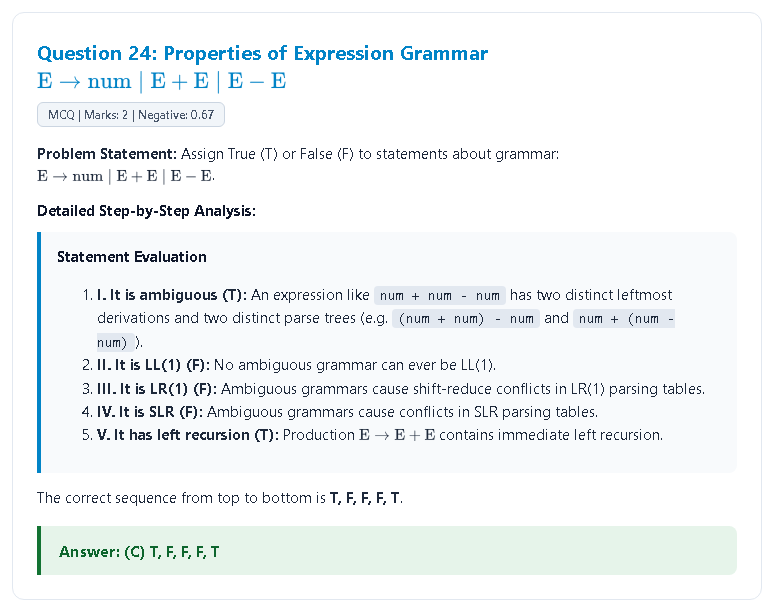 Question 24: Properties of Expression Grammar
E → num | E + E | E − E
MCQ | Marks: 2 | Negative: 0.67
Problem Statement: Assign True (T) or False (F) to statements about grammar:
E → num | E + E | E − E.
Detailed Step-by-Step Analysis:
Statement Evaluation
1. I. It is ambiguous (T): An expression like num + num - num has two distinct leftmost
derivations and two distinct parse trees (e.g. (num + num) - num and num + (num -
num) ).
2. II. It is LL(1) (F): No ambiguous grammar can ever be LL(1).
3. III. It is LR(1) (F): Ambiguous grammars cause shift-reduce conflicts in LR(1) parsing tables.
4. IV. It is SLR (F): Ambiguous grammars cause conflicts in SLR parsing tables.
5. V. It has left recursion (T): Production E → E + E contains immediate left recursion.
The correct sequence from top to bottom is T, F, F, F, T.
Answer: (C) T, F, F, F, T